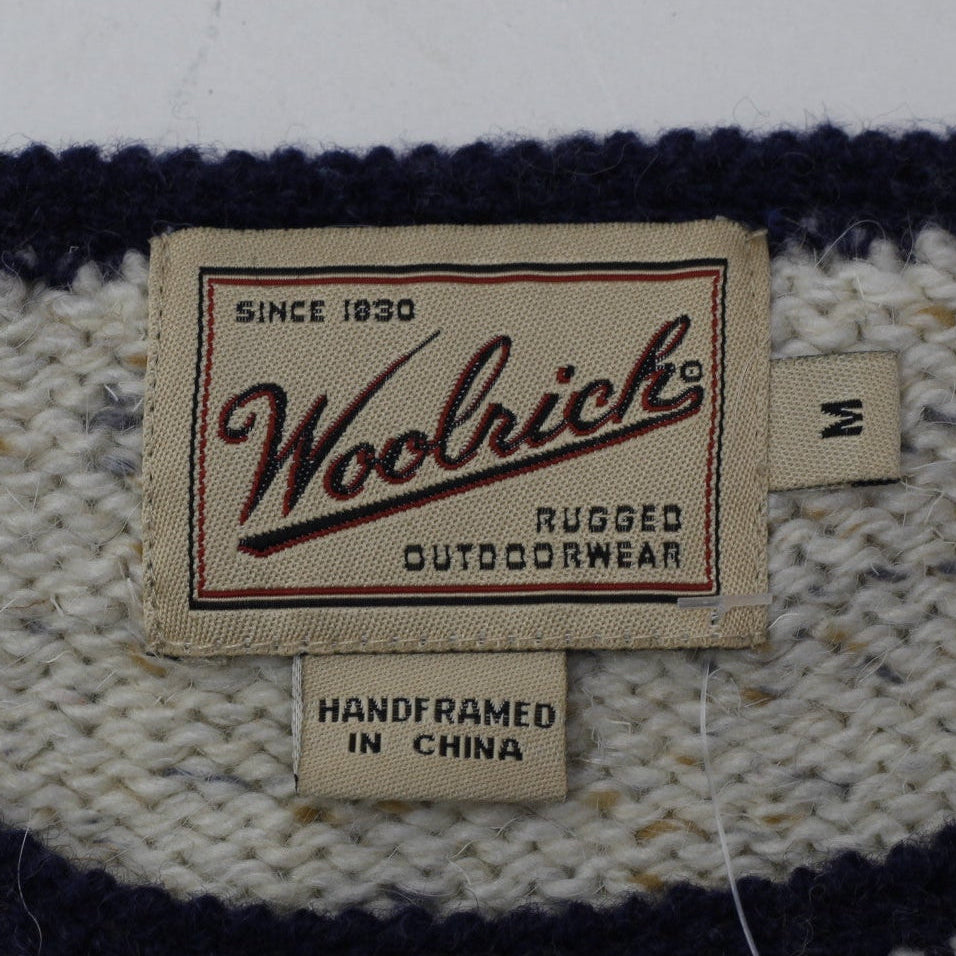 SINCE 1830
Woolrich®
RUGGED
OUTDOORWEAR
M
HANDFRAMED
IN CHINA